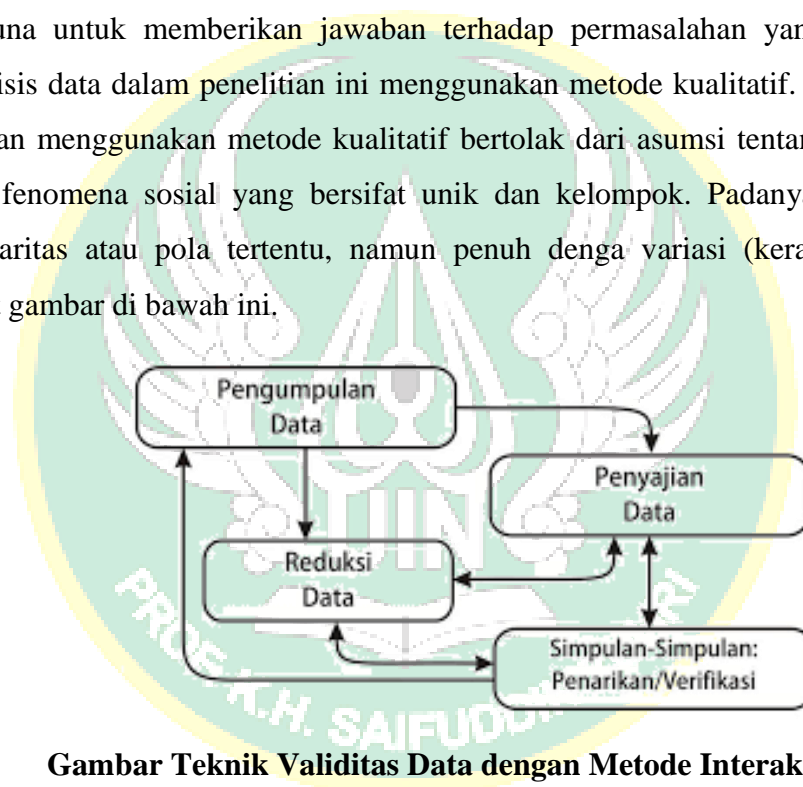 una untuk memberikan jawaban terhadap permasalahan yan
isis data dalam penelitian ini menggunakan metode kualitatif.
an menggunakan metode kualitatif bertolak dari asumsi tentan
fenomena sosial yang bersifat unik dan kelompok. Padanya
aritas atau pola tertentu, namun penuh denga variasi (kera
gambar di bawah ini.
Pengumpulan
Data
Penyajian
Data
Reduksi
Data
Simpulan-Simpulan:
Penarikan/Verifikasi
UIN
PROF. K.H. SAIFUDDIN
Gambar Teknik Validitas Data dengan Metode Interak